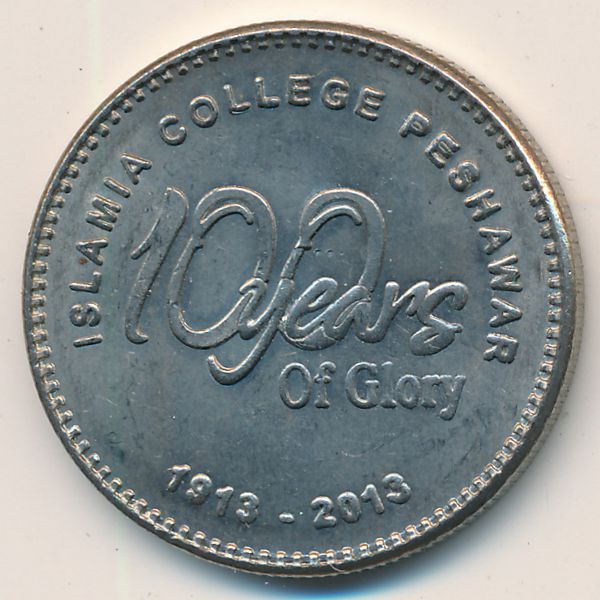 ISLAMIA COLLEGE PESHAWAR
100 years
Of Glory
1913 - 2013